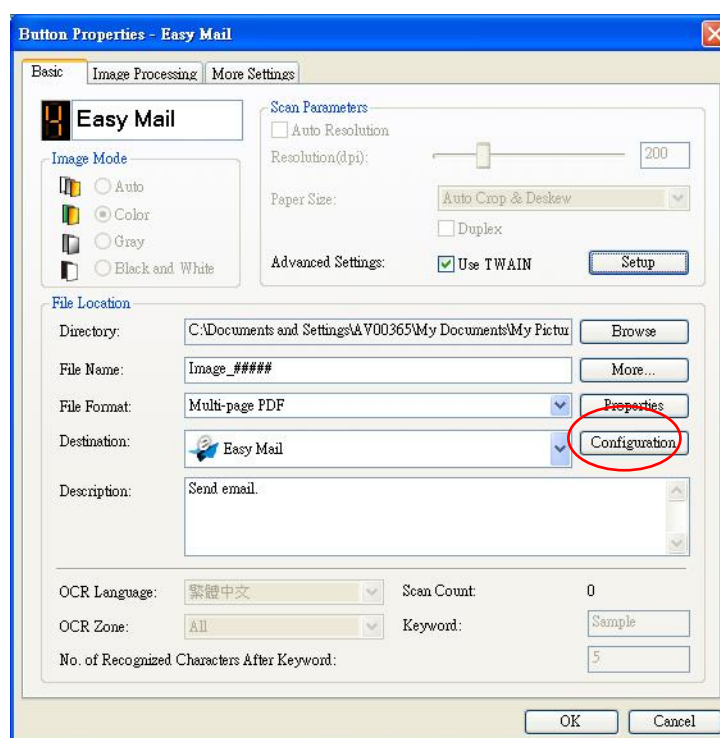 Button Properties - Easy Mail
Basic Image Processing More Settings
4 Easy Mail
Scan Parameters
Auto Resolution
Resolution(dpi): 200
Paper Size: Auto Crop & Deskew
Duplex
Advanced Settings: Use TWAIN Setup
Image Mode
Auto
Color
Gray
Black and White
File Location
Directory: C:\Documents and Settings\AV00365\My Documents\My Pictur Browse
File Name: Image_##### More...
File Format: Multi-page PDF Properties
Destination: Easy Mail Configuration
Description: Send email.
OCR Language: 繁體中文 Scan Count: 0
OCR Zone: All Keyword: Sample
No. of Recognized Characters After Keyword: 5
OK Cancel